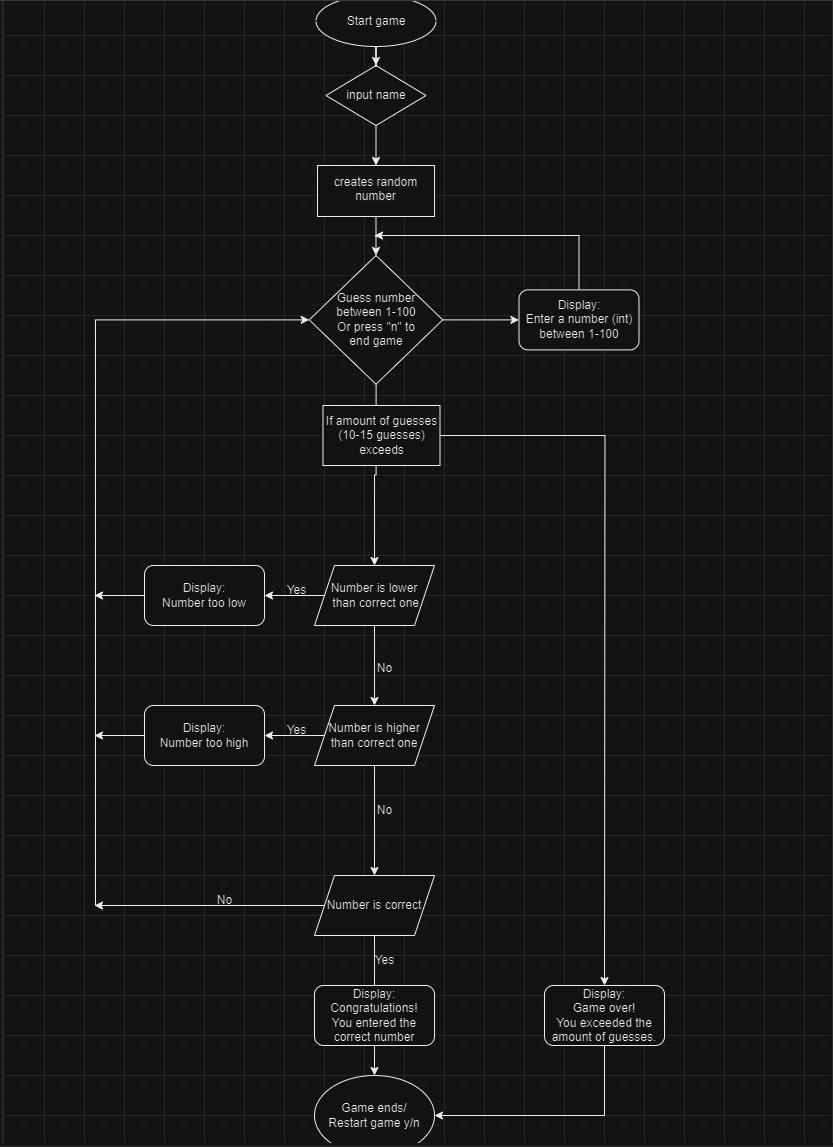 Start game
input name
creates random
number
Guess number
between 1-100
Or press "n" to
end game
Display:
Enter a number (int)
between 1-100
If amount of guesses
(10-15 guesses)
exceeds
Display:
Number too low
Yes
Number is lower
than correct one
No
Display:
Number too high
Yes
Number is higher
than correct one
No
No
Number is correct
Yes
Display:
Congratulations!
You entered the
correct number
Display:
Game over!
You exceeded the
amount of guesses.
Game ends/
Restart game y/n